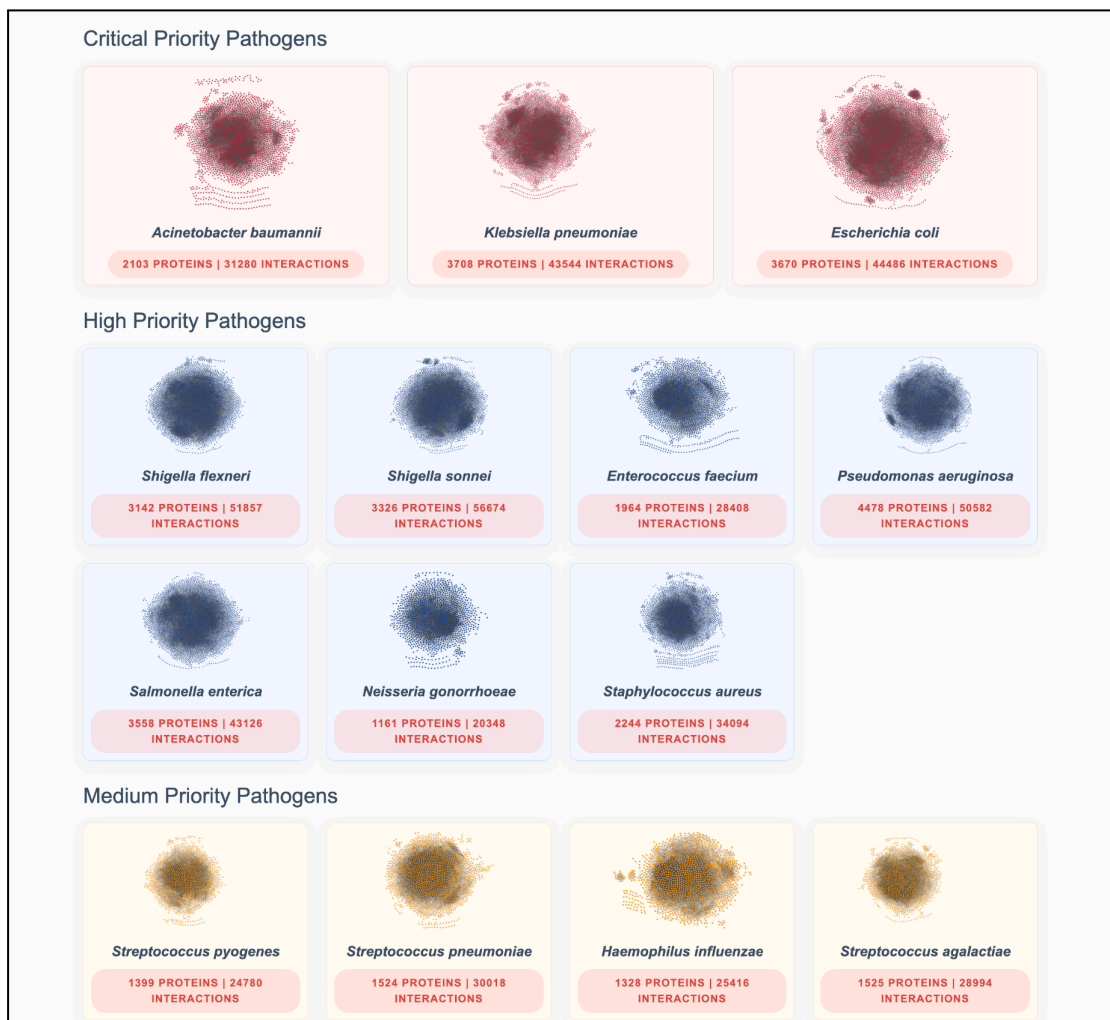 Critical Priority Pathogens
Acinetobacter baumannii
2103 PROTEINS | 31280 INTERACTIONS
Klebsiella pneumoniae
3708 PROTEINS | 43544 INTERACTIONS
Escherichia coli
3670 PROTEINS | 44486 INTERACTIONS
High Priority Pathogens
Shigella flexneri
3142 PROTEINS | 51857
INTERACTIONS
Shigella sonnei
3326 PROTEINS | 56674
INTERACTIONS
Enterococcus faecium
1964 PROTEINS | 28408
INTERACTIONS
Pseudomonas aeruginosa
4478 PROTEINS | 50582
INTERACTIONS
Salmonella enterica
3558 PROTEINS | 43126
INTERACTIONS
Neisseria gonorrhoeae
1161 PROTEINS | 20348
INTERACTIONS
Staphylococcus aureus
2244 PROTEINS | 34094
INTERACTIONS
Medium Priority Pathogens
Streptococcus pyogenes
1399 PROTEINS | 24780
INTERACTIONS
Streptococcus pneumoniae
1524 PROTEINS | 30018
INTERACTIONS
Haemophilus influenzae
1328 PROTEINS | 25416
INTERACTIONS
Streptococcus agalactiae
1525 PROTEINS | 28994
INTERACTIONS